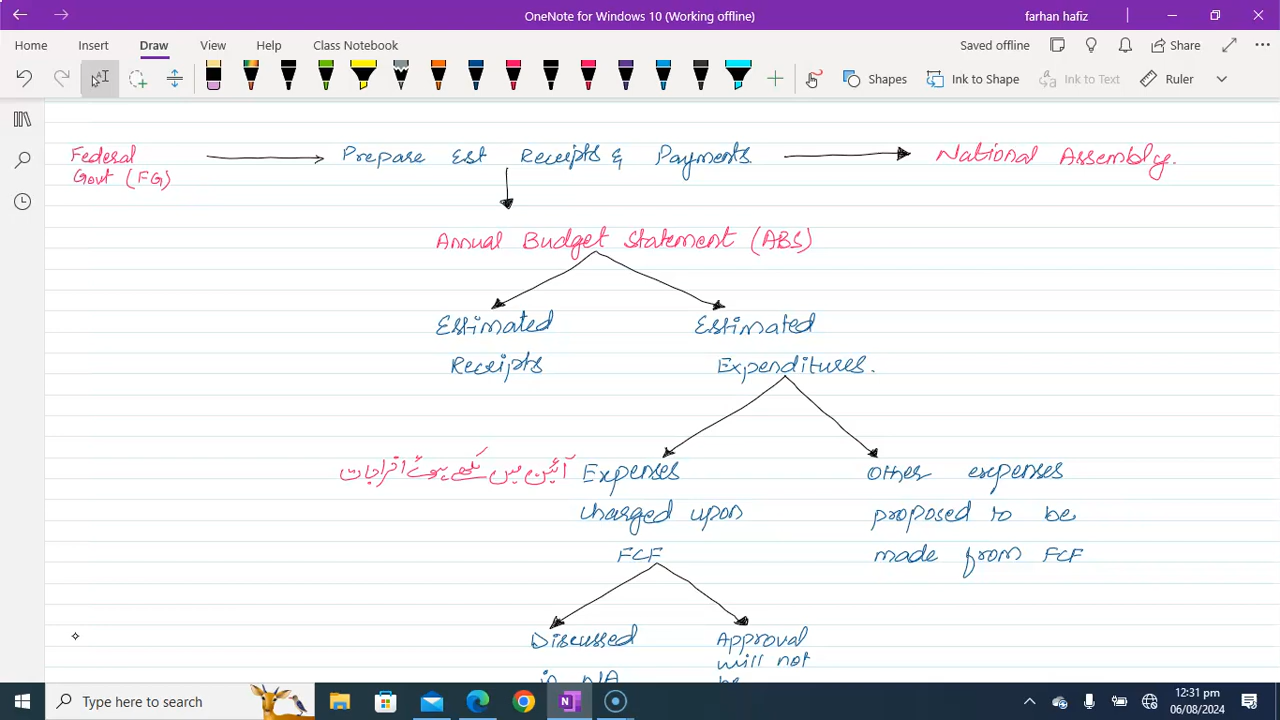 OneNote for Windows 10 (Working offline)
farhan hafiz
Home Insert Draw View Help Class Notebook
Saved offline
Share
Shapes
Ink to Shape
Ink to Text
Ruler
Federal
Govt (FG)
Prepare Est Receipts & Payments
National Assembly.
Annual Budget Statement (ABS)
Estimated
Receipts
Estimated
Expenditures.
آئین میں لکھے ہوئے اخراجات
Expenses
charged upon
FCF
Other expenses
proposed to be
made from FCF
Discussed
in N/A
Approval
will not
be
Type here to search
12:31 pm
06/08/2024